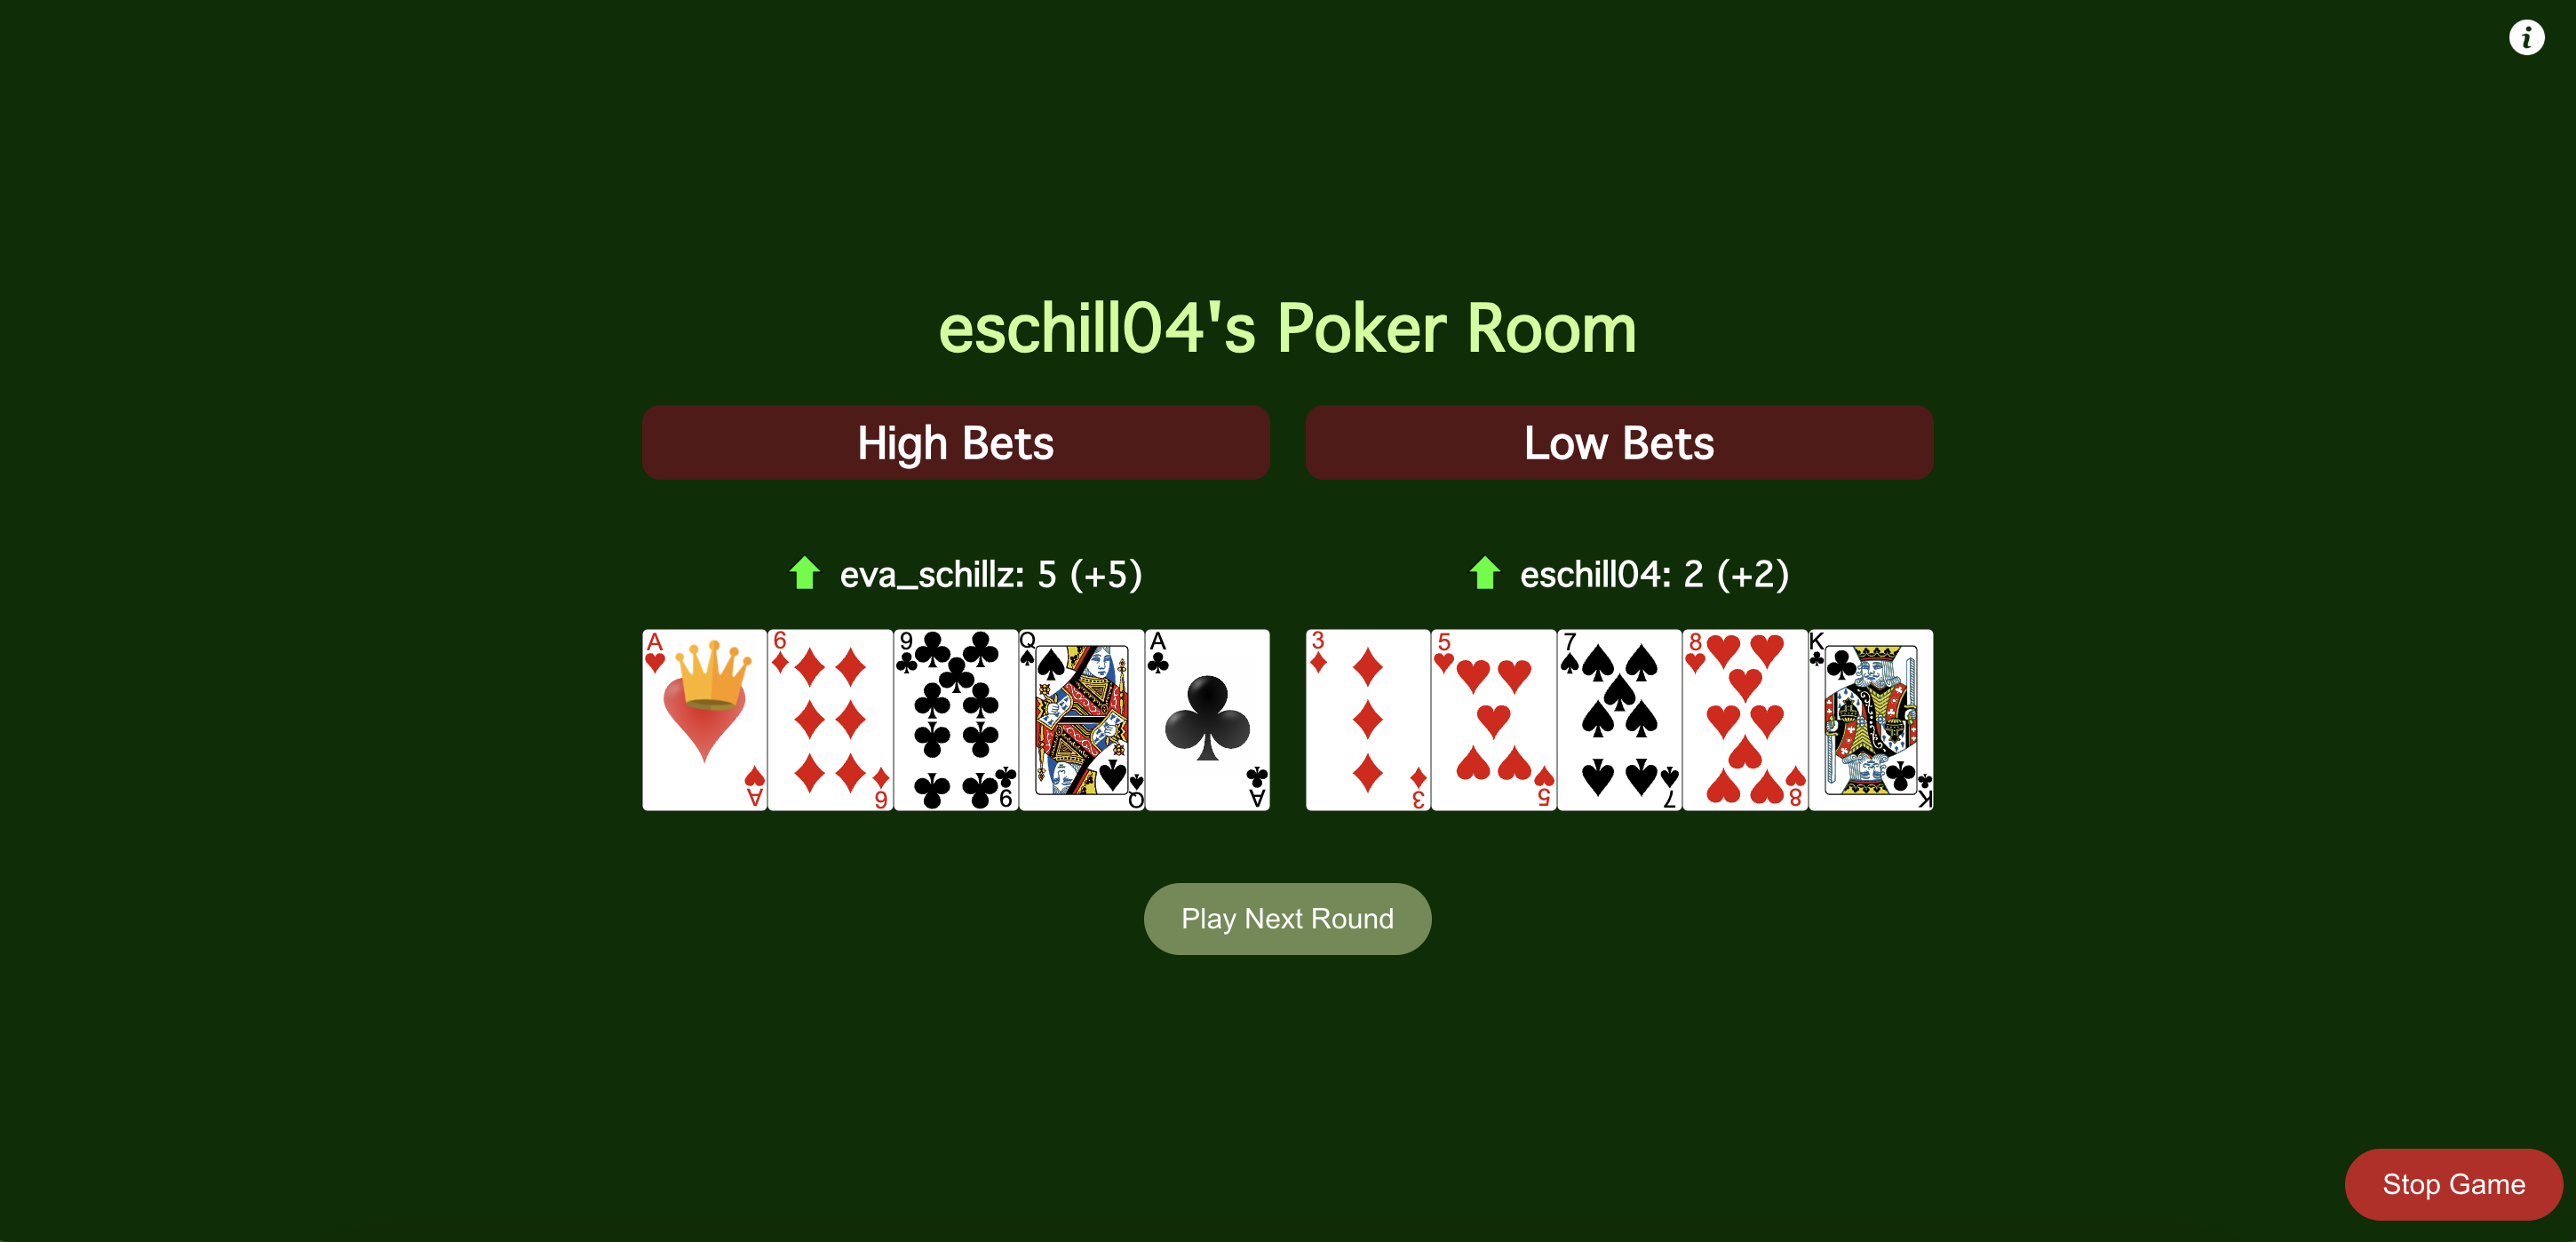 i
eschill04's Poker Room
High Bets
Low Bets
eva_schillz: 5 (+5)
eschill04: 2 (+2)
A 6 9 Q A
A 6 9 Q A
3 5 7 8 K
3 5 7 8 K
Play Next Round
Stop Game